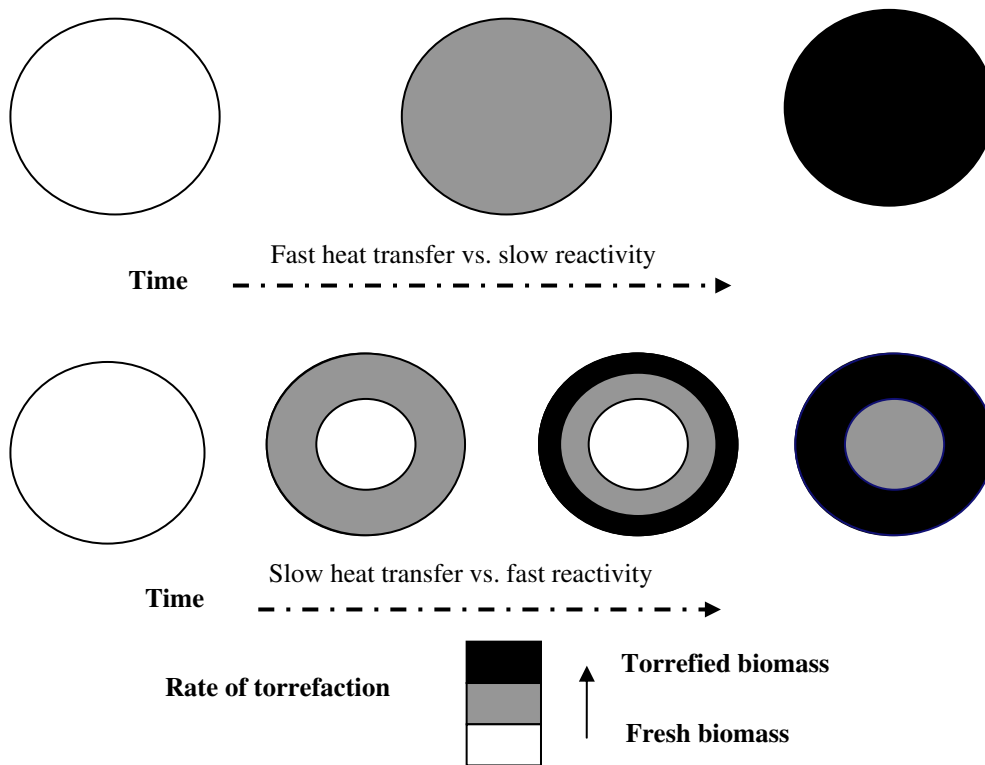 Fast heat transfer vs. slow reactivity
Time
Slow heat transfer vs. fast reactivity
Time
Torrefied biomass
Rate of torrefaction
Fresh biomass